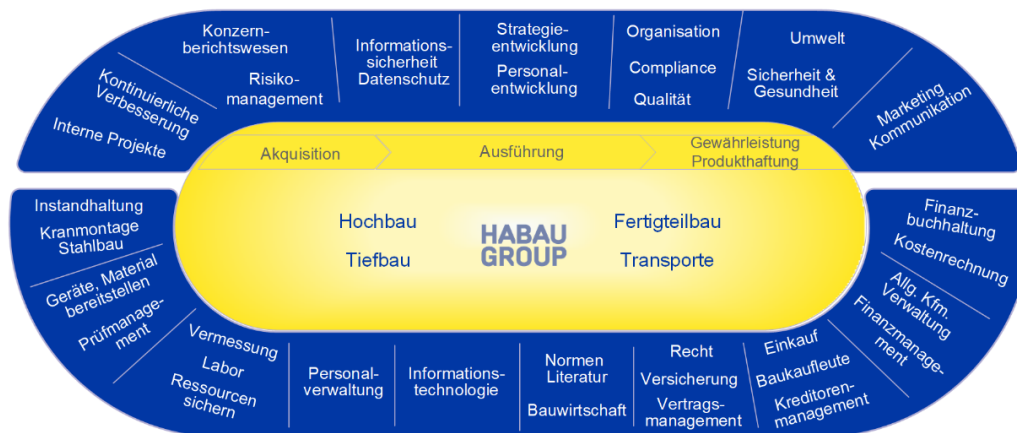 Kontinuierliche
Verbesserung
Interne Projekte
Konzern-
berichtswesen
Risiko-
management
Informations-
sicherheit
Datenschutz
Strategie-
entwicklung
Personal-
entwicklung
Organisation
Compliance
Qualität
Umwelt
Sicherheit &
Gesundheit
Marketing
Kommunikation
Akquisition
Ausführung
Gewährleistung
Produkthaftung
Hochbau
Tiefbau
HABAU
GROUP
Fertigteilbau
Transporte
Instandhaltung
Kranmontage
Stahlbau
Geräte, Material
bereitstellen
Prüfmanage-
ment
Vermessung
Labor
Ressourcen
sichern
Personal-
verwaltung
Informations-
technologie
Normen
Literatur
Bauwirtschaft
Recht
Versicherung
Vertrags-
management
Einkauf
Baukaufleute
Kreditoren-
management
Allg. Kfm.
Verwaltung
Finanzmanage-
ment
Finanz-
buchhaltung
Kostenrechnung